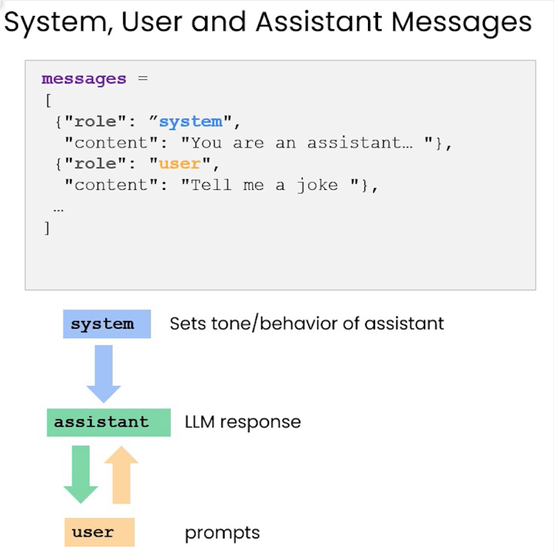 System, User and Assistant Messages
messages =
[
{"role": ”system",
"content": "You are an assistant… "},
{"role": "user",
"content": "Tell me a joke "},
…
]
system Sets tone/behavior of assistant
assistant LLM response
user prompts